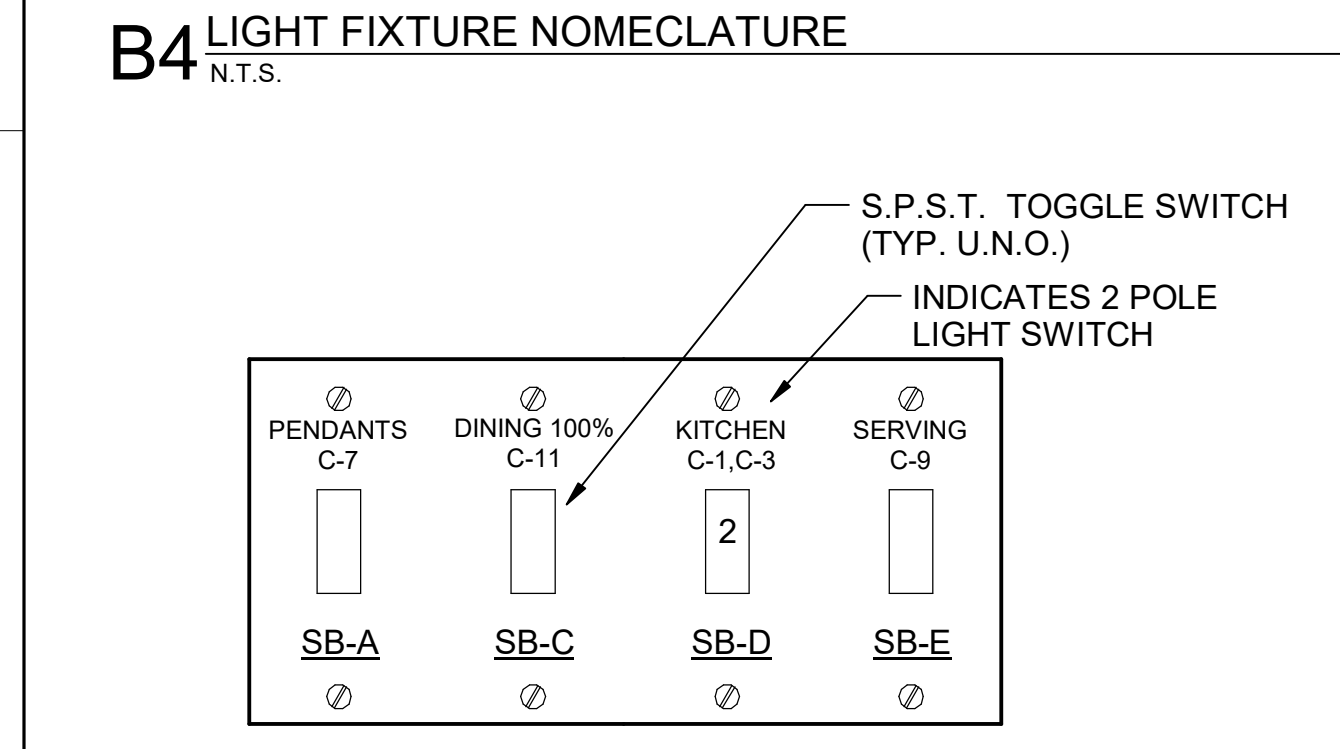 B4 LIGHT FIXTURE NOMECLATURE
N.T.S.
S.P.S.T. TOGGLE SWITCH
(TYP. U.N.O.)
INDICATES 2 POLE
LIGHT SWITCH
PENDANTS
C-7
DINING 100%
C-11
KITCHEN
C-1,C-3
SERVING
C-9
2
SB-A
SB-C
SB-D
SB-E